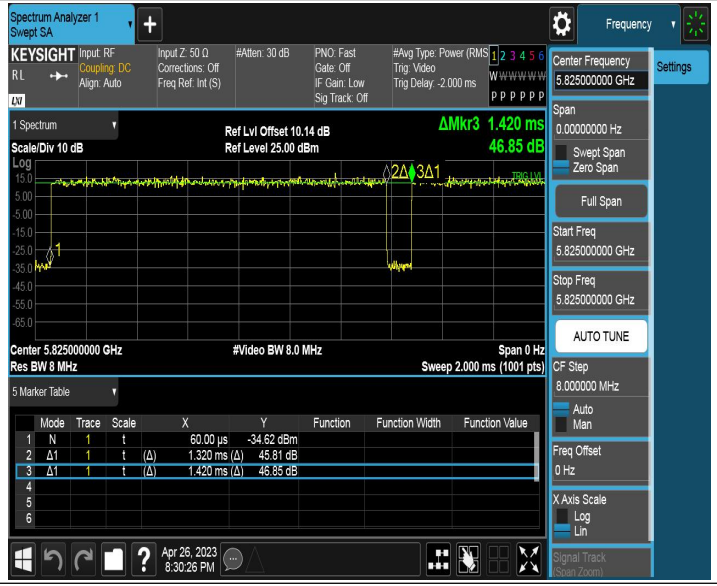 Spectrum Analyzer 1
Swept SA
Frequency
KEYSIGHT
RL
LXI
Input: RF
Coupling: DC
Align: Auto
Input Z: 50 Ω
Corrections: Off
Freq Ref: Int (S)
#Atten: 30 dB
PNO: Fast
Gate: Off
IF Gain: Low
Sig Track: Off
#Avg Type: Power (RMS
Trig: Video
Trig Delay: -2.000 ms
1 2 3 4 5 6
W W W W W W
P P P P P P
1 Spectrum
Scale/Div 10 dB
Ref Lvl Offset 10.14 dB
Ref Level 25.00 dBm
ΔMkr3 1.420 ms
46.85 dB
Log
15.0
5.00
-5.00
-15.0
-25.0
-35.0
-45.0
-55.0
-65.0
1
2Δ
3Δ1
TRIG LVL
Center 5.825000000 GHz
#Video BW 8.0 MHz
Span 0 Hz
Res BW 8 MHz
Sweep 2.000 ms (1001 pts)
5 Marker Table
Mode Trace Scale X Y Function Function Width Function Value
1 N 1 t 60.00 µs -34.62 dBm
2 Δ1 1 t (Δ) 1.320 ms (Δ) 45.81 dB
3 Δ1 1 t (Δ) 1.420 ms (Δ) 46.85 dB
4
5
6
?
Apr 26, 2023
8:30:26 PM
Center Frequency
5.825000000 GHz
Settings
Span
0.00000000 Hz
Swept Span
Zero Span
Full Span
Start Freq
5.825000000 GHz
Stop Freq
5.825000000 GHz
AUTO TUNE
CF Step
8.000000 MHz
Auto
Man
Freq Offset
0 Hz
X Axis Scale
Log
Lin
Signal Track
(Span Zoom)